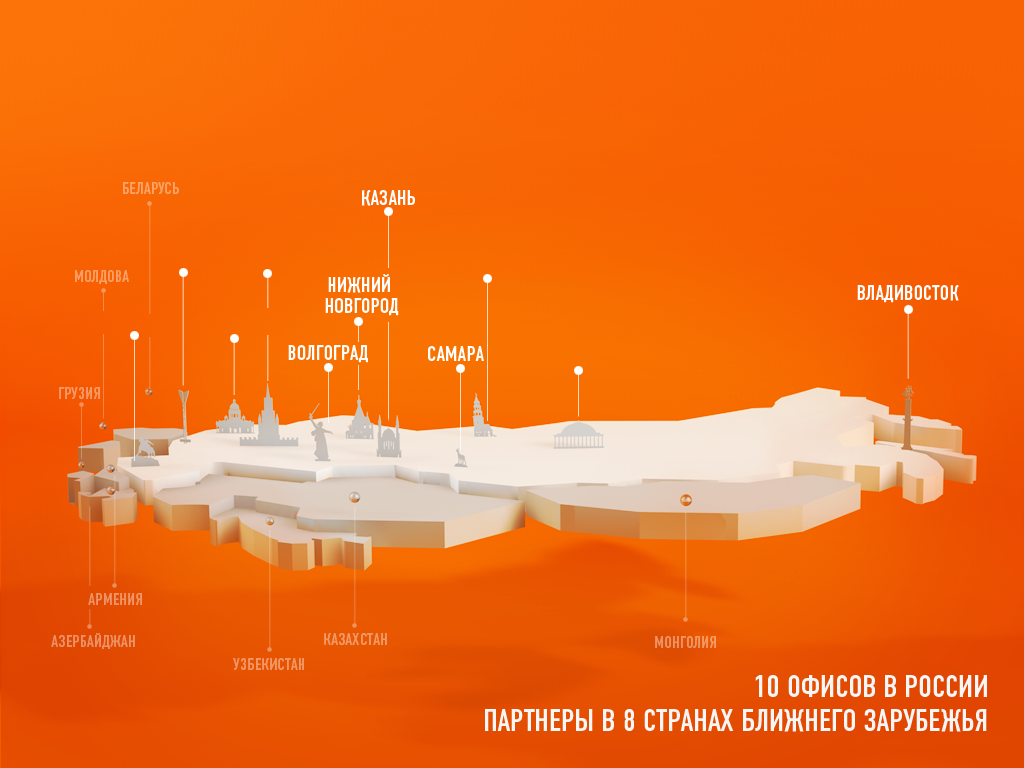 БЕЛАРУСЬ
КАЗАНЬ
МОЛДОВА
НИЖНИЙ
НОВГОРОД
ВЛАДИВОСТОК
ВОЛГОГРАД
САМАРА
ГРУЗИЯ
АРМЕНИЯ
АЗЕРБАЙДЖАН
КАЗАХСТАН
МОНГОЛИЯ
УЗБЕКИСТАН
10 ОФИСОВ В РОССИИ
ПАРТНЕРЫ В 8 СТРАНАХ БЛИЖНЕГО ЗАРУБЕЖЬЯ